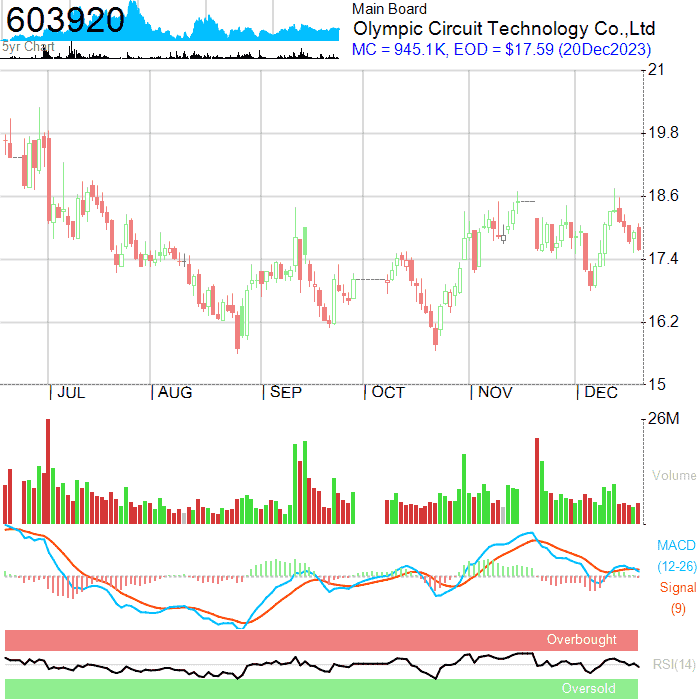 603920
5yr Chart
Main Board
Olympic Circuit Technology Co.,Ltd
MC = 945.1K, EOD = $17.59 (20Dec2023)
21
19.8
18.6
17.4
16.2
15
JUL AUG SEP OCT NOV DEC
26M
Volume
MACD
(12-26)
Signal
(9)
Overbought
RSI(14)
Oversold